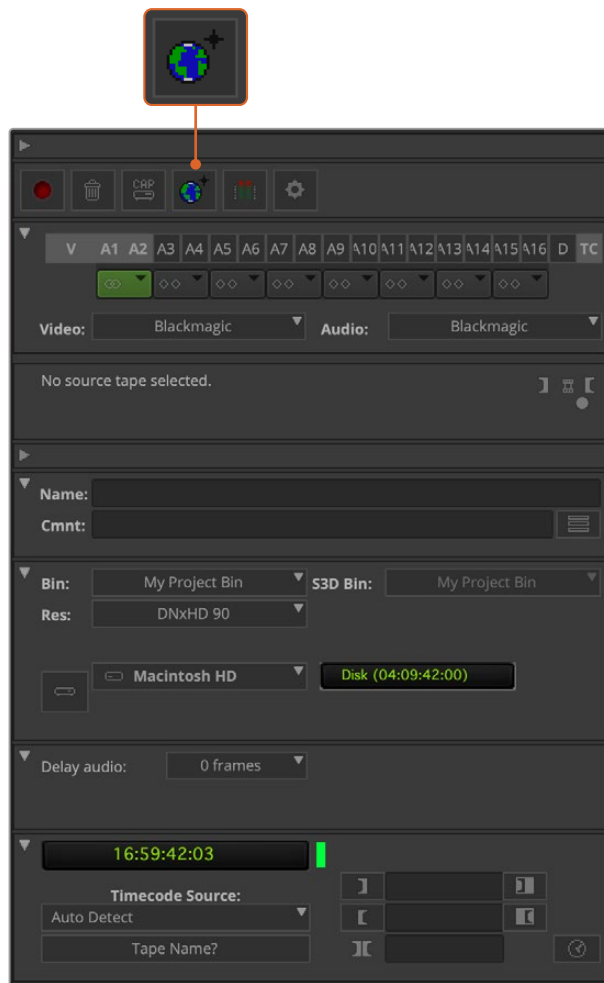 CAP
V A1 A2 A3 A4 A5 A6 A7 A8 A9 A10 A11 A12 A13 A14 A15 A16 D TC
Video: Blackmagic Audio: Blackmagic
No source tape selected.
Name:
Cmnt:
Bin: My Project Bin S3D Bin: My Project Bin
Res: DNxHD 90
Macintosh HD Disk (04:09:42:00)
Delay audio: 0 frames
16:59:42:03
Timecode Source:
Auto Detect
Tape Name?